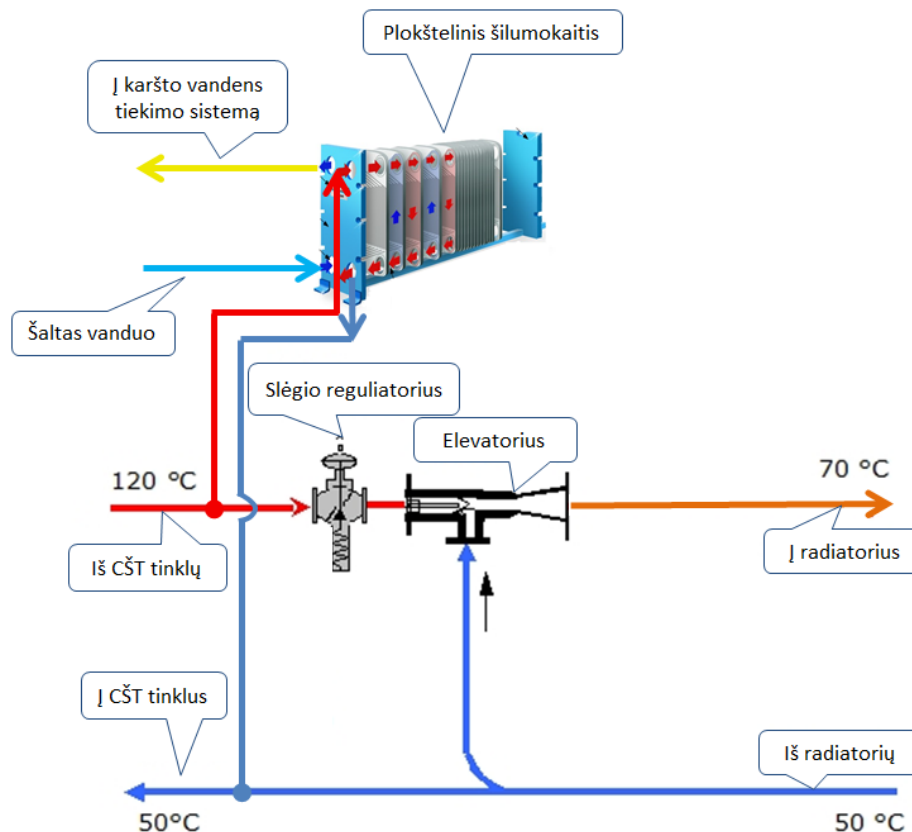 Plokštelinis šilumokaitis
Į karšto vandens
tiekimo sistemą
Šaltas vanduo
Slėgio reguliatorius
Elevatorius
120 °C
70 °C
Iš CŠT tinklų
Į radiatorius
Į CŠT tinklus
Iš radiatorių
50°C
50 °C